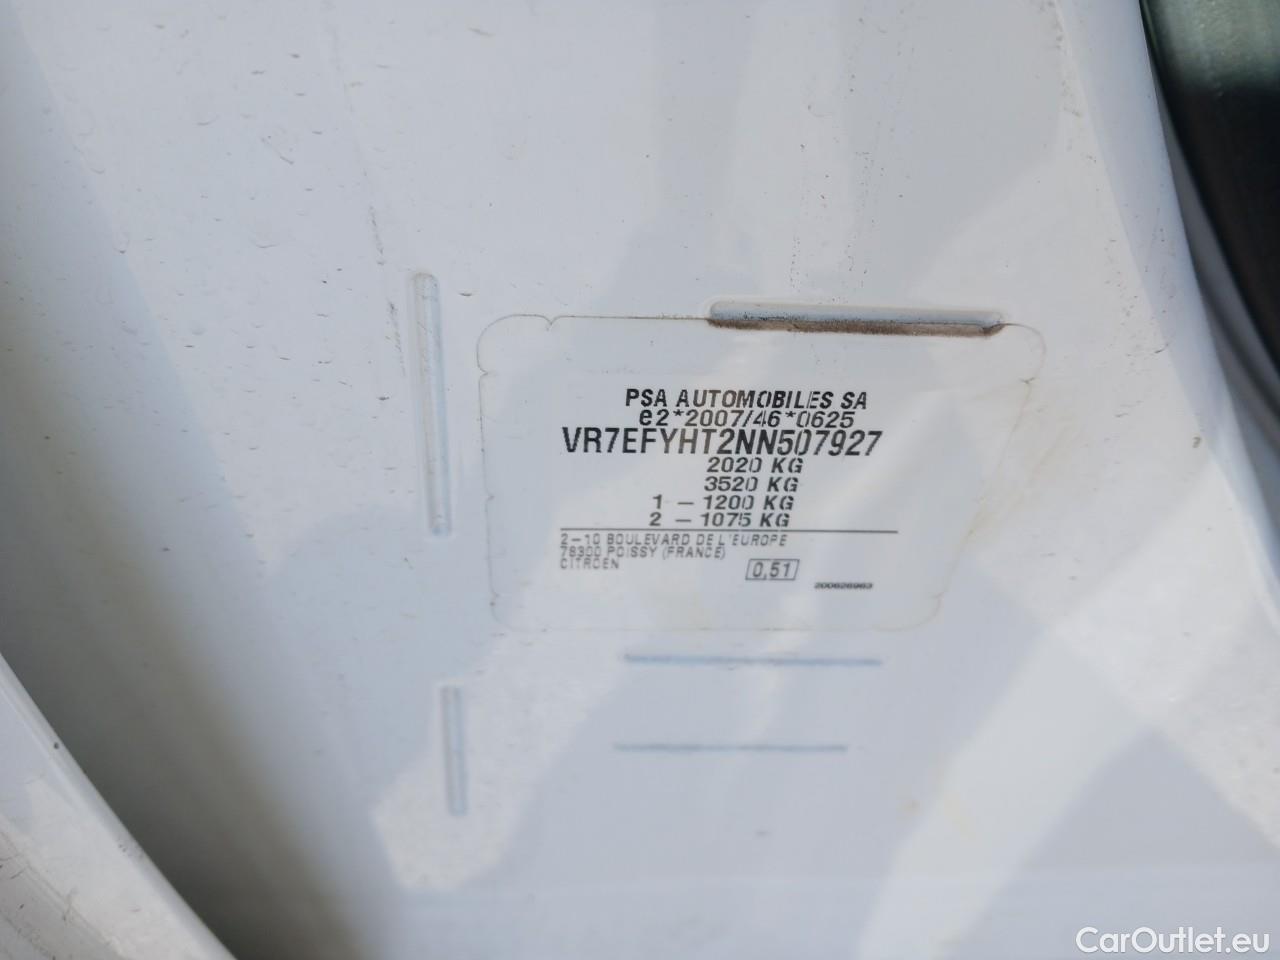 PSA AUTOMOBILES SA
e2*2007/46*0625
VR7EFYHT2NN507927
2020 KG
3520 KG
1 - 1200 KG
2 - 1075 KG
2-10 BOULEVARD DE L'EUROPE
78300 POISSY (FRANCE)
CITROEN
0,51
200626963
CarOutlet.eu